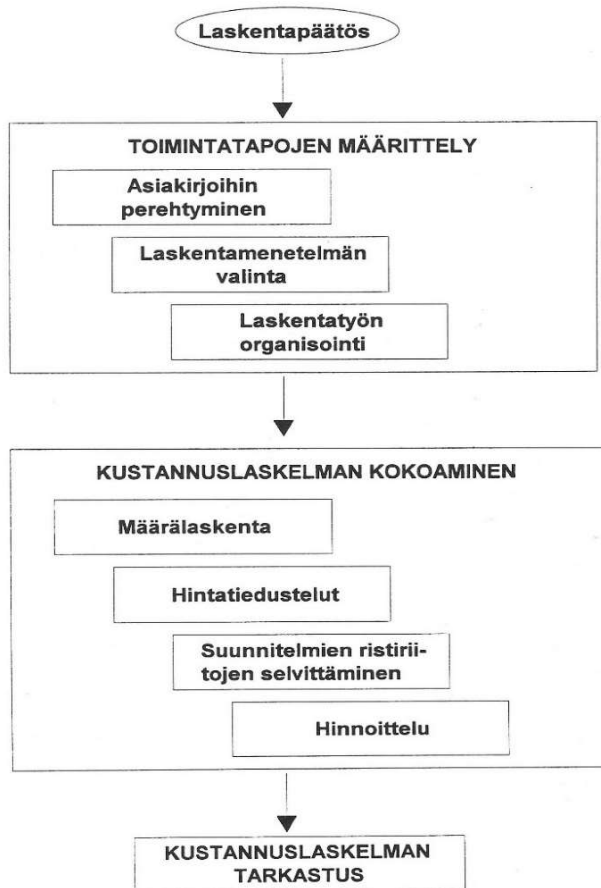 Laskentapäätös
TOIMINTATAPOJEN MÄÄRITTELY
Asiakirjoihin
perehtyminen
Laskentamenetelmän
valinta
Laskentatyön
organisointi
KUSTANNUSLASKELMAN KOKOAMINEN
Määrälaskenta
Hintatiedustelut
Suunnitelmien ristirii-
tojen selvittäminen
Hinnoittelu
KUSTANNUSLASKELMAN
TARKASTUS